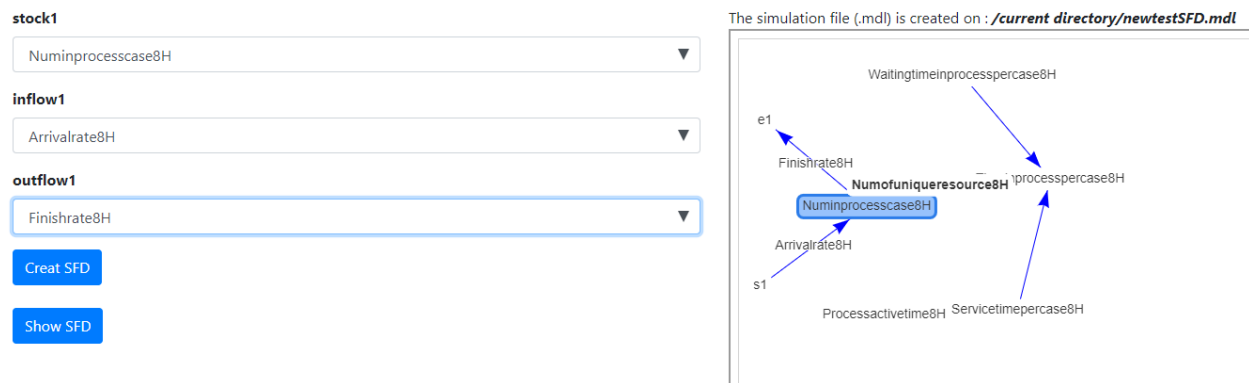 stock1
Numinprocesscase8H
inflow1
Arrivalrate8H
outflow1
Finishrate8H
Creat SFD
Show SFD
The simulation file (.mdl) is created on : /current directory/newtestSFD.mdl
Waitingtimeinprocesspercase8H
e1
Finishrate8H
Numofuniqueresource8H
processpercase8H
Numinprocesscase8H
Arrivalrate8H
s1
Processactivetime8H
Servicetimepercase8H